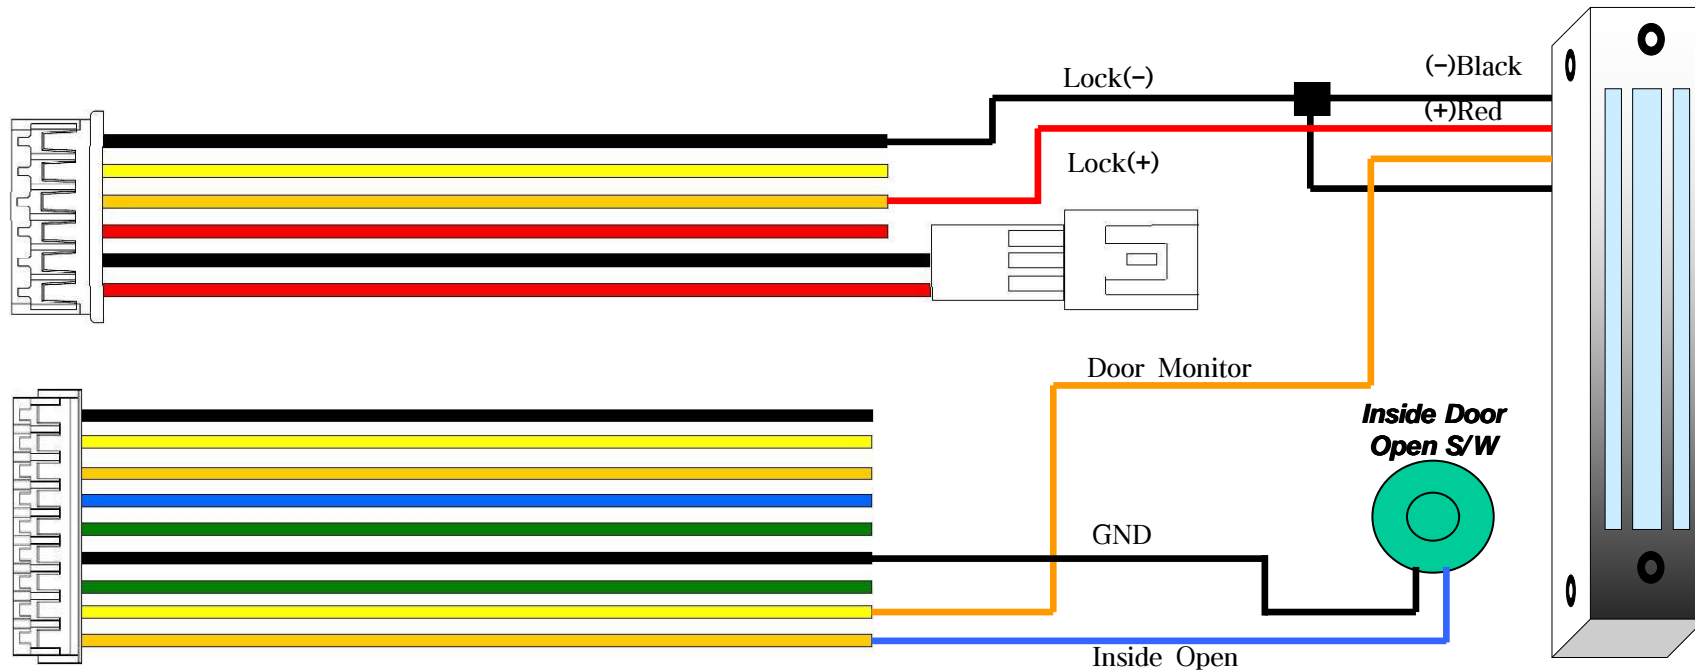 Lock(-)
(-)Black
(+)Red
Lock(+)
Door Monitor
Inside Door
Open S/W
GND
Inside Open